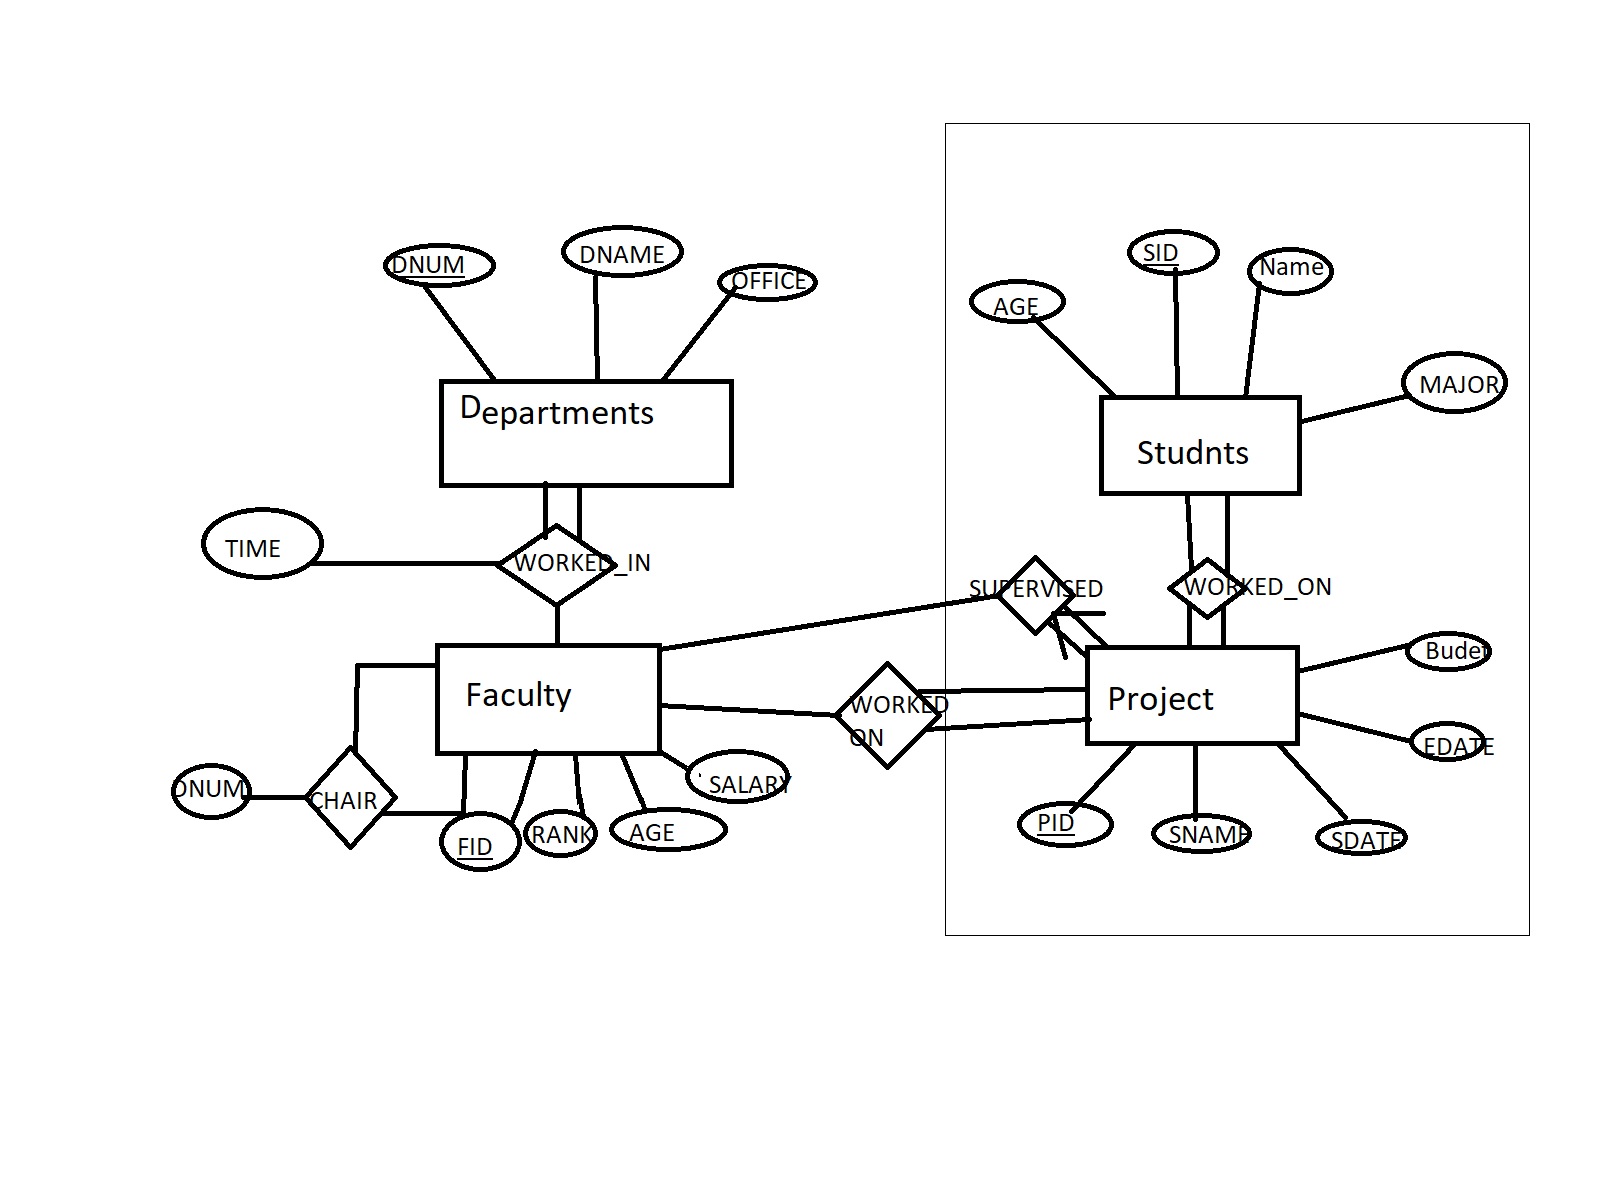 DNUM
DNAME
OFFICE
Departments
TIME
WORKED_IN
Faculty
DNUM
CHAIR
FID
RANK
AGE
SALARY
SUPERVISED
WORKED
ON
AGE
SID
Name
MAJOR
Studnts
WORKED_ON
Project
Budet
EDATE
PID
SNAME
SDATE